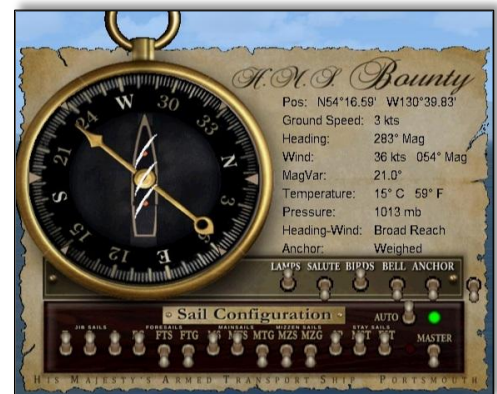 H.M.S. Bounty
Pos: N54°16.59' W130°39.83'
Ground Speed: 3 kts
Heading: 283° Mag
Wind: 36 kts 054° Mag
MagVar: 21.0°
Temperature: 15° C 59° F
Pressure: 1013 mb
Heading-Wind: Broad Reach
Anchor: Weighed
W 30 33 N 3 6 E 12 15 S 21 24
LAMPS SALUTE BIRDS BELL ANCHOR
Sail Configuration
AUTO
JIB SAILS FORESAILS MAINSAILS MIZZEN SAILS STAY SAILS
FTS FTG MTG MZS MZG
MASTER
HIS MAJESTY'S ARMED TRANSPORT SHIP PORTSMOUTH